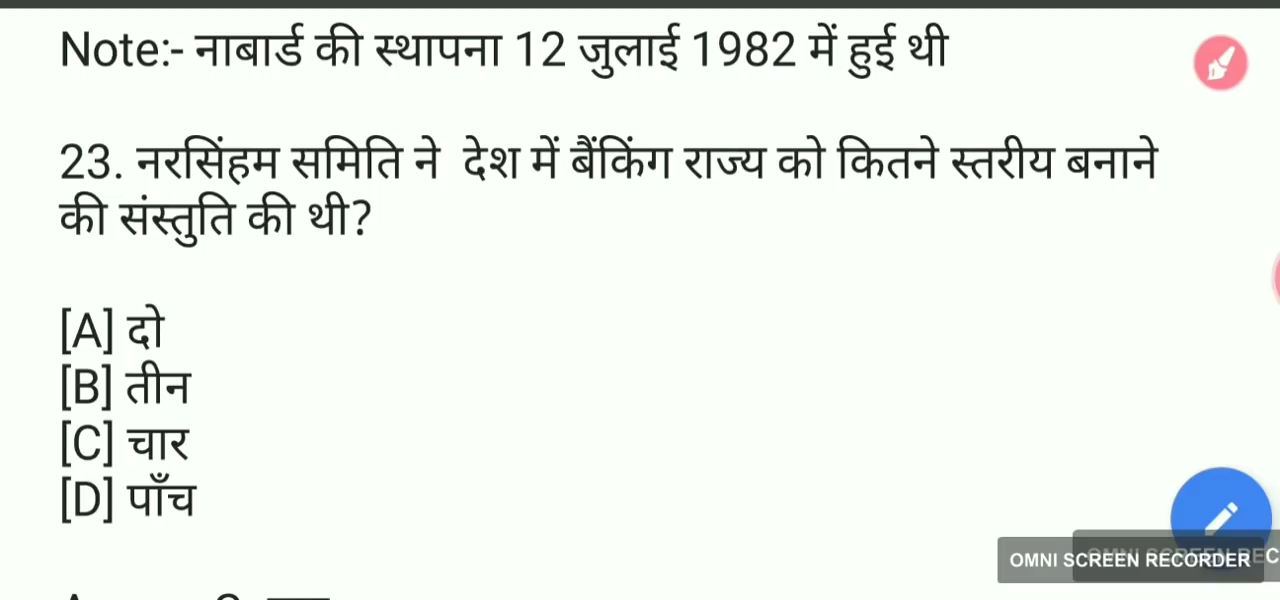 Note:- नाबार्ड की स्थापना 12 जुलाई 1982 में हुई थी
23. नरसिंहम समिति ने देश में बैंकिंग राज्य को कितने स्तरीय बनाने
की संस्तुति की थी?
[A] दो
[B] तीन
[C] चार
[D] पाँच
OMNI SCREEN RECORDER